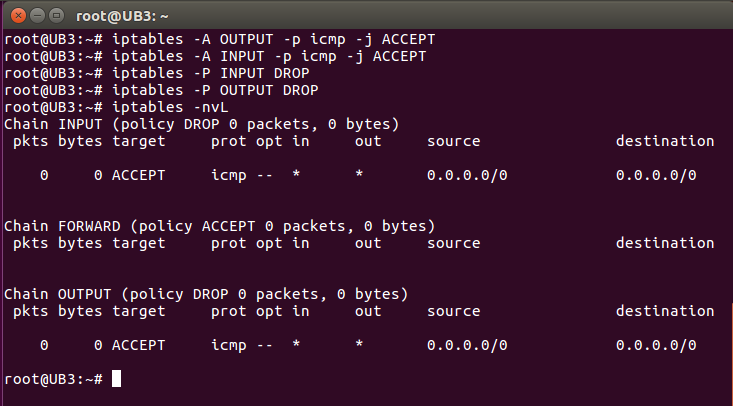 root@UB3: ~
root@UB3:~# iptables -A OUTPUT -p icmp -j ACCEPT
root@UB3:~# iptables -A INPUT -p icmp -j ACCEPT
root@UB3:~# iptables -P INPUT DROP
root@UB3:~# iptables -P OUTPUT DROP
root@UB3:~# iptables -nvL
Chain INPUT (policy DROP 0 packets, 0 bytes)
 pkts bytes target     prot opt in     out     source               destination
    0     0 ACCEPT     icmp --  *      *       0.0.0.0/0            0.0.0.0/0
Chain FORWARD (policy ACCEPT 0 packets, 0 bytes)
 pkts bytes target     prot opt in     out     source               destination
Chain OUTPUT (policy DROP 0 packets, 0 bytes)
 pkts bytes target     prot opt in     out     source               destination
    0     0 ACCEPT     icmp --  *      *       0.0.0.0/0            0.0.0.0/0
root@UB3:~#